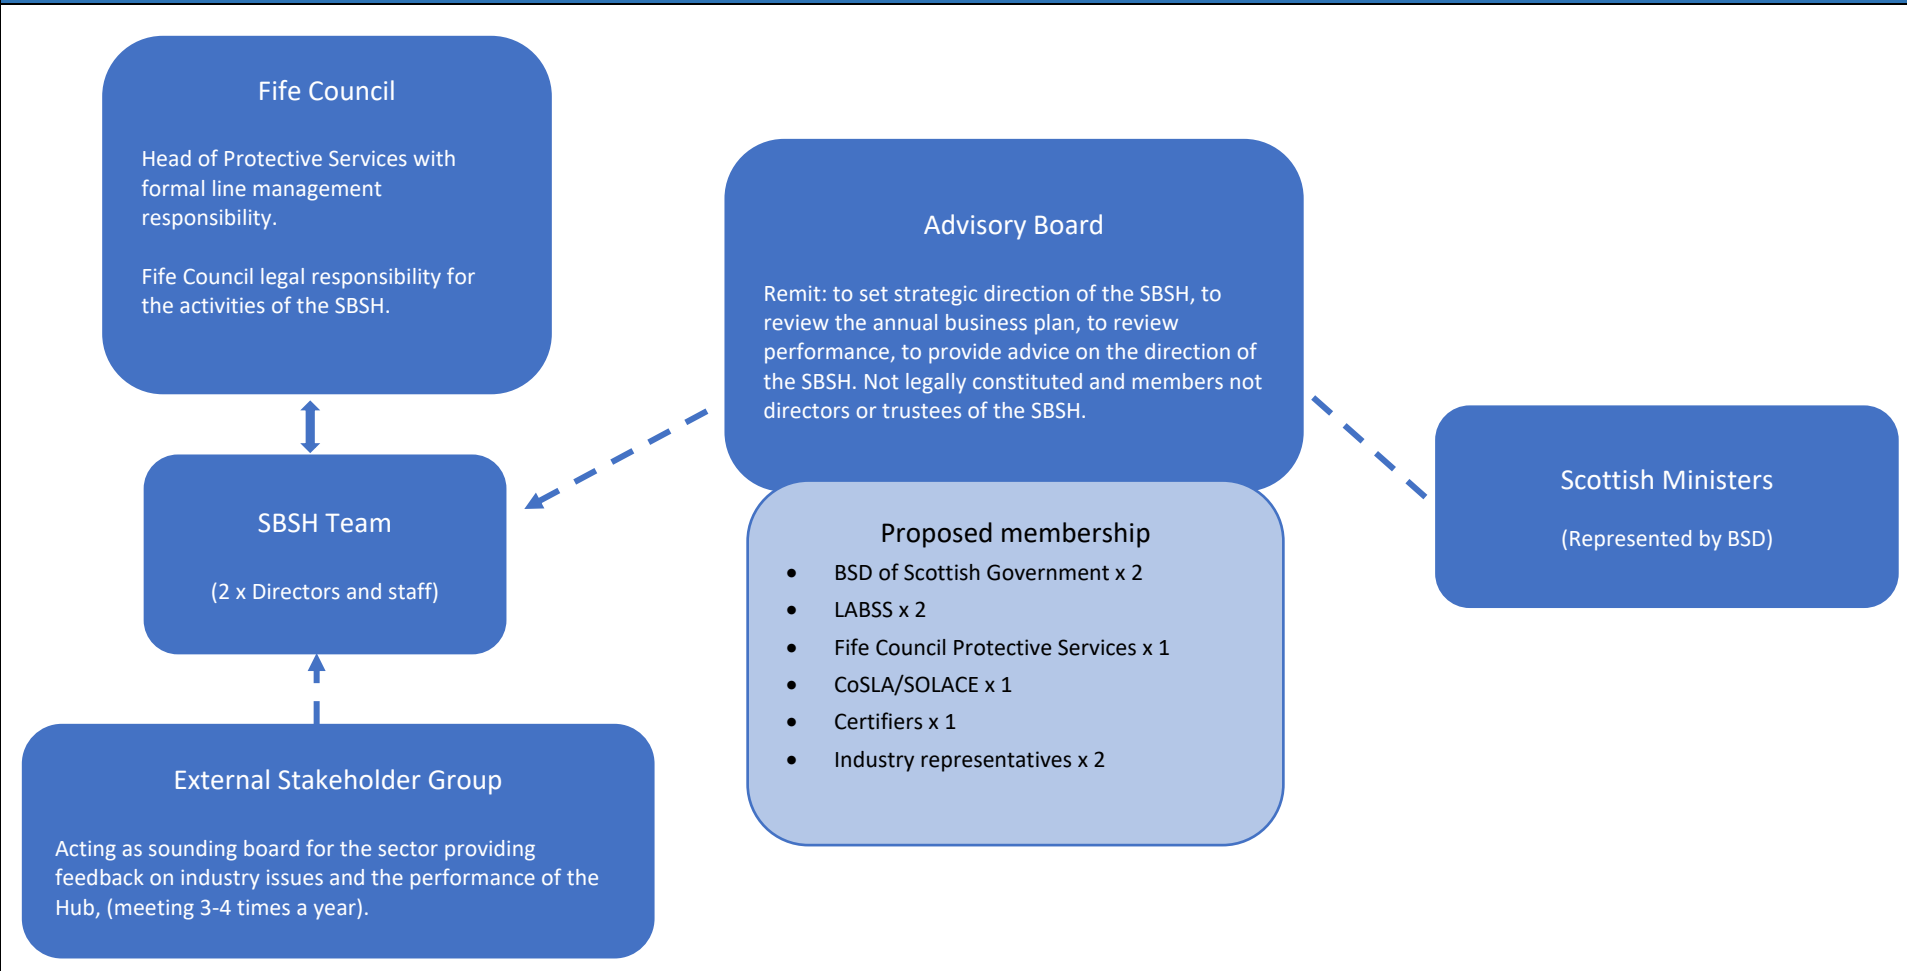 Fife Council
Head of Protective Services with
formal line management
responsibility.
Fife Council legal responsibility for
the activities of the SBSH.
Advisory Board
Remit: to set strategic direction of the SBSH, to
review the annual business plan, to review
performance, to provide advice on the direction of
the SBSH. Not legally constituted and members not
directors or trustees of the SBSH.
Scottish Ministers
(Represented by BSD)
SBSH Team
(2 x Directors and staff)
Proposed membership
• BSD of Scottish Government x 2
• LABSS x 2
• Fife Council Protective Services x 1
• CoSLA/SOLACE x 1
• Certifiers x 1
• Industry representatives x 2
External Stakeholder Group
Acting as sounding board for the sector providing
feedback on industry issues and the performance of the
Hub, (meeting 3-4 times a year).